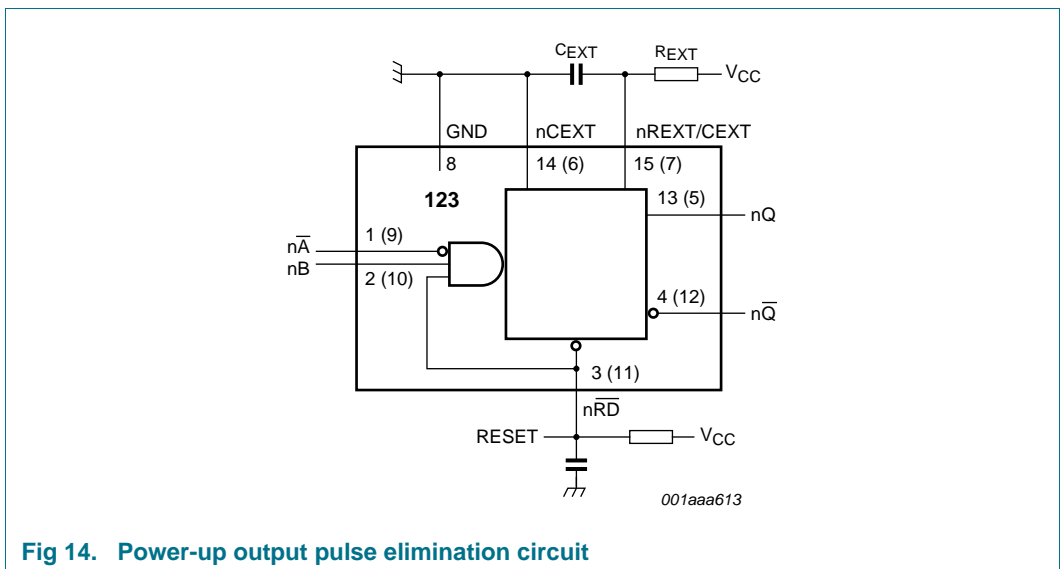 CEXT
REXT
VCC
GND
nCEXT
nREXT/CEXT
8
14 (6)
15 (7)
123
13 (5)
nQ
1 (9)
nA̅
nB
2 (10)
4 (12)
nQ̅
3 (11)
nR̅D̅
RESET
VCC
001aaa613
Fig 14. Power-up output pulse elimination circuit